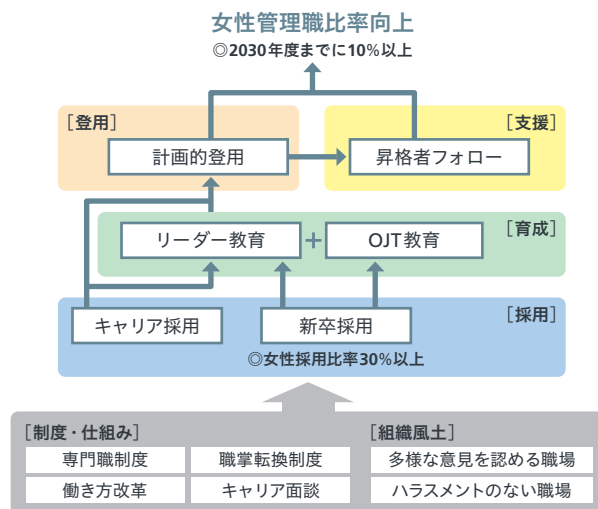 女性管理職比率向上
◎2030年度までに10%以上
[登用]
[支援]
計画的登用
昇格者フォロー
[育成]
リーダー教育
+
OJT教育
[採用]
キャリア採用
新卒採用
◎女性採用比率30%以上
[制度・仕組み]
専門職制度
職掌転換制度
働き方改革
キャリア面談
[組織風土]
多様な意見を認める職場
ハラスメントのない職場